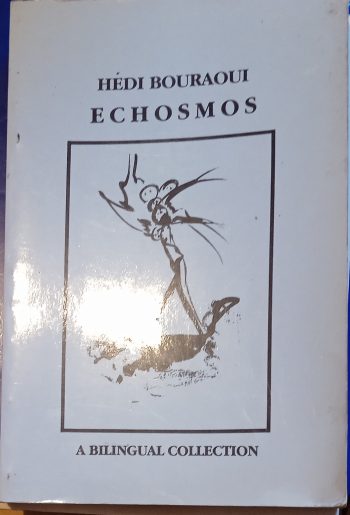 HÉDI BOURAOUI
ECHOSMOS
A BILINGUAL COLLECTION